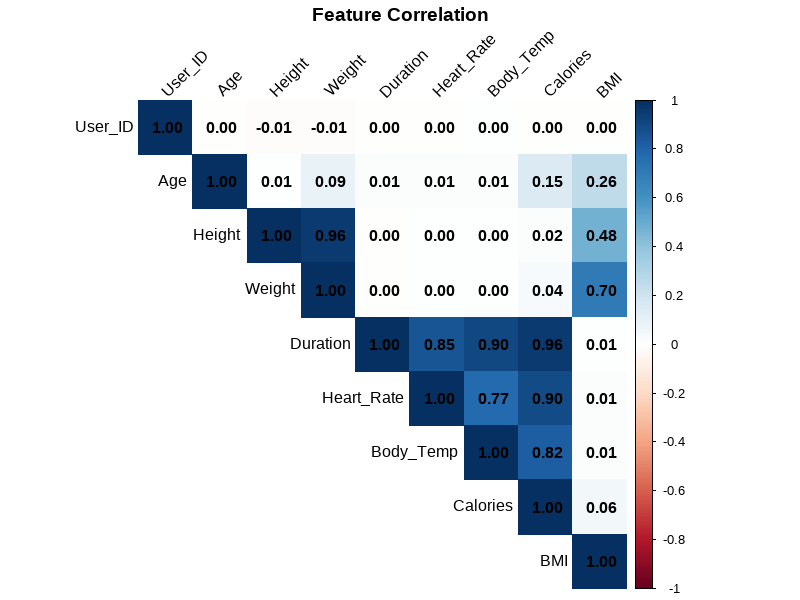 Feature Correlation
User_ID Age Height Weight Duration Heart_Rate Body_Temp Calories BMI
User_ID 1.00 0.00 -0.01 -0.01 0.00 0.00 0.00 0.00 0.00
Age 1.00 0.01 0.09 0.01 0.01 0.01 0.15 0.26
Height 1.00 0.96 0.00 0.00 0.00 0.02 0.48
Weight 1.00 0.00 0.00 0.00 0.04 0.70
Duration 1.00 0.85 0.90 0.96 0.01
Heart_Rate 1.00 0.77 0.90 0.01
Body_Temp 1.00 0.82 0.01
Calories 1.00 0.06
BMI 1.00
1
0.8
0.6
0.4
0.2
0
-0.2
-0.4
-0.6
-0.8
-1